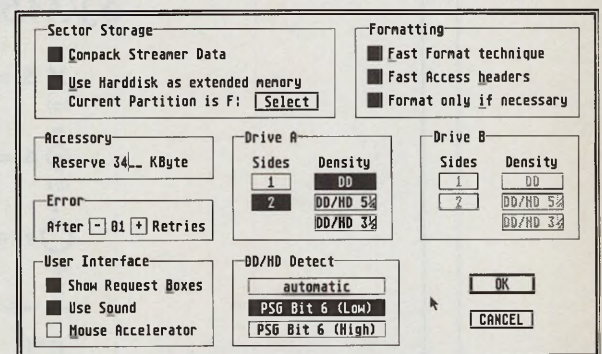 Sector Storage
Compack Streamer Data
Use Harddisk as extended memory
Current Partition is F: Select
Formatting
Fast Format technique
Fast Access headers
Format only if necessary
Accessory
Reserve 34__ KByte
Error
After - 01 + Retries
Drive A
Sides Density
1 DD
2 DD/HD 5¼
DD/HD 3½
Drive B
Sides Density
1 DD
2 DD/HD 5¼
DD/HD 3½
User Interface
Show Request Boxes
Use Sound
Mouse Accelerator
DD/HD Detect
automatic
PSG Bit 6 (Low)
PSG Bit 6 (High)
OK
CANCEL